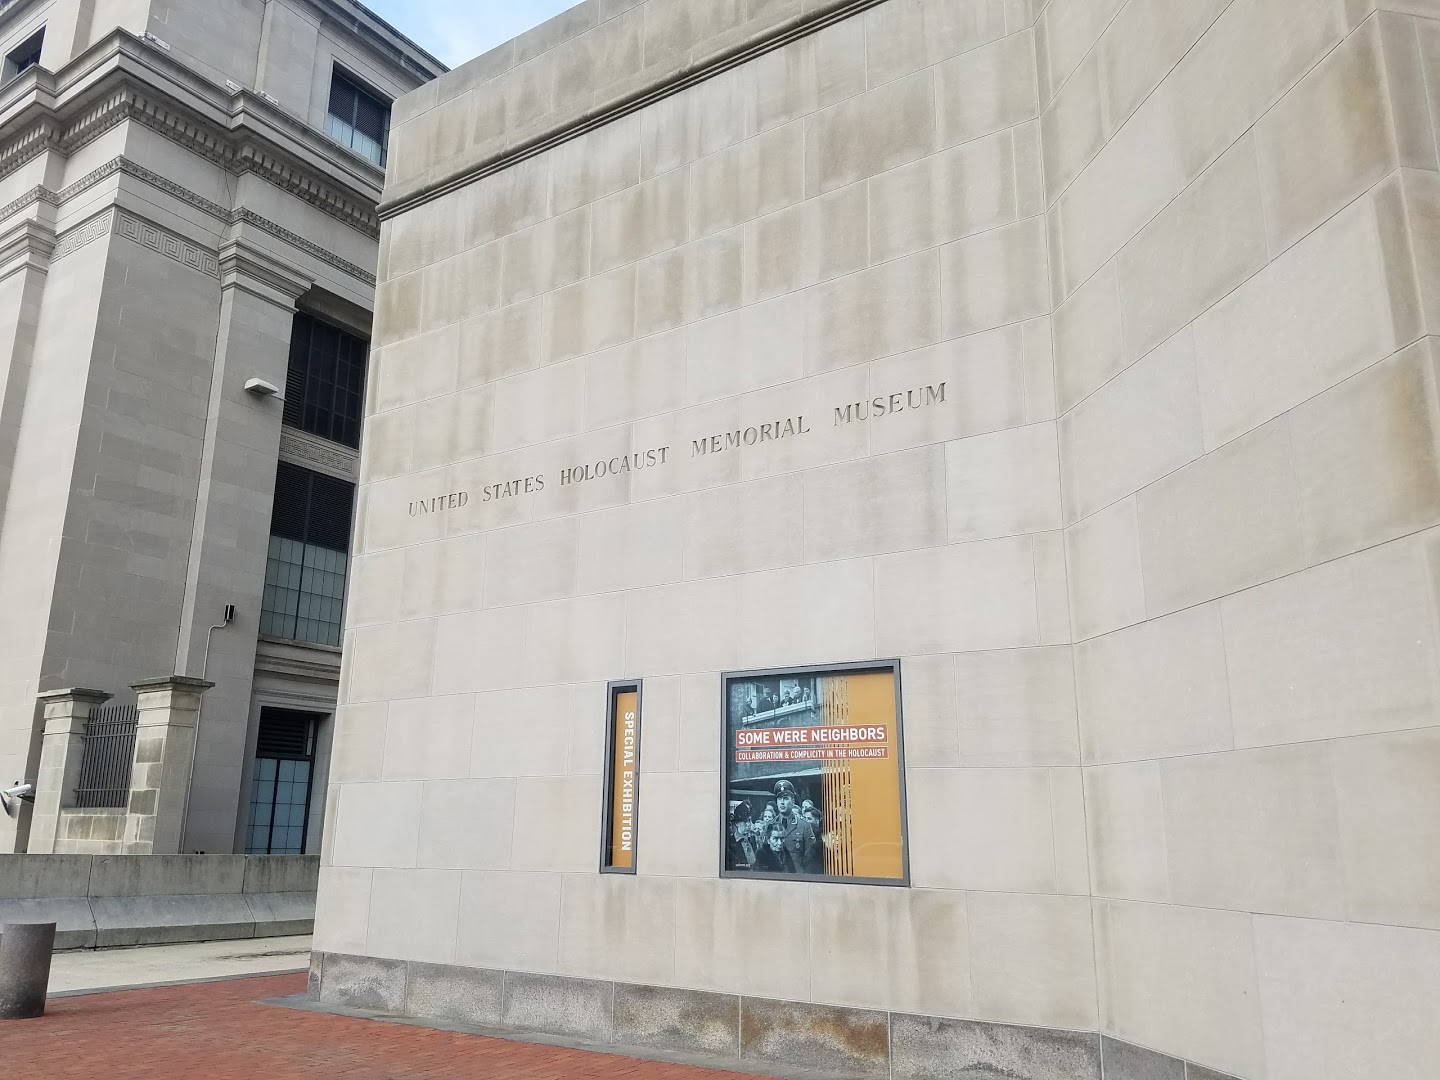 UNITED STATES HOLOCAUST MEMORIAL MUSEUM
SPECIAL EXHIBITION
SOME WERE NEIGHBORS
COLLABORATION & COMPLICITY IN THE HOLOCAUST